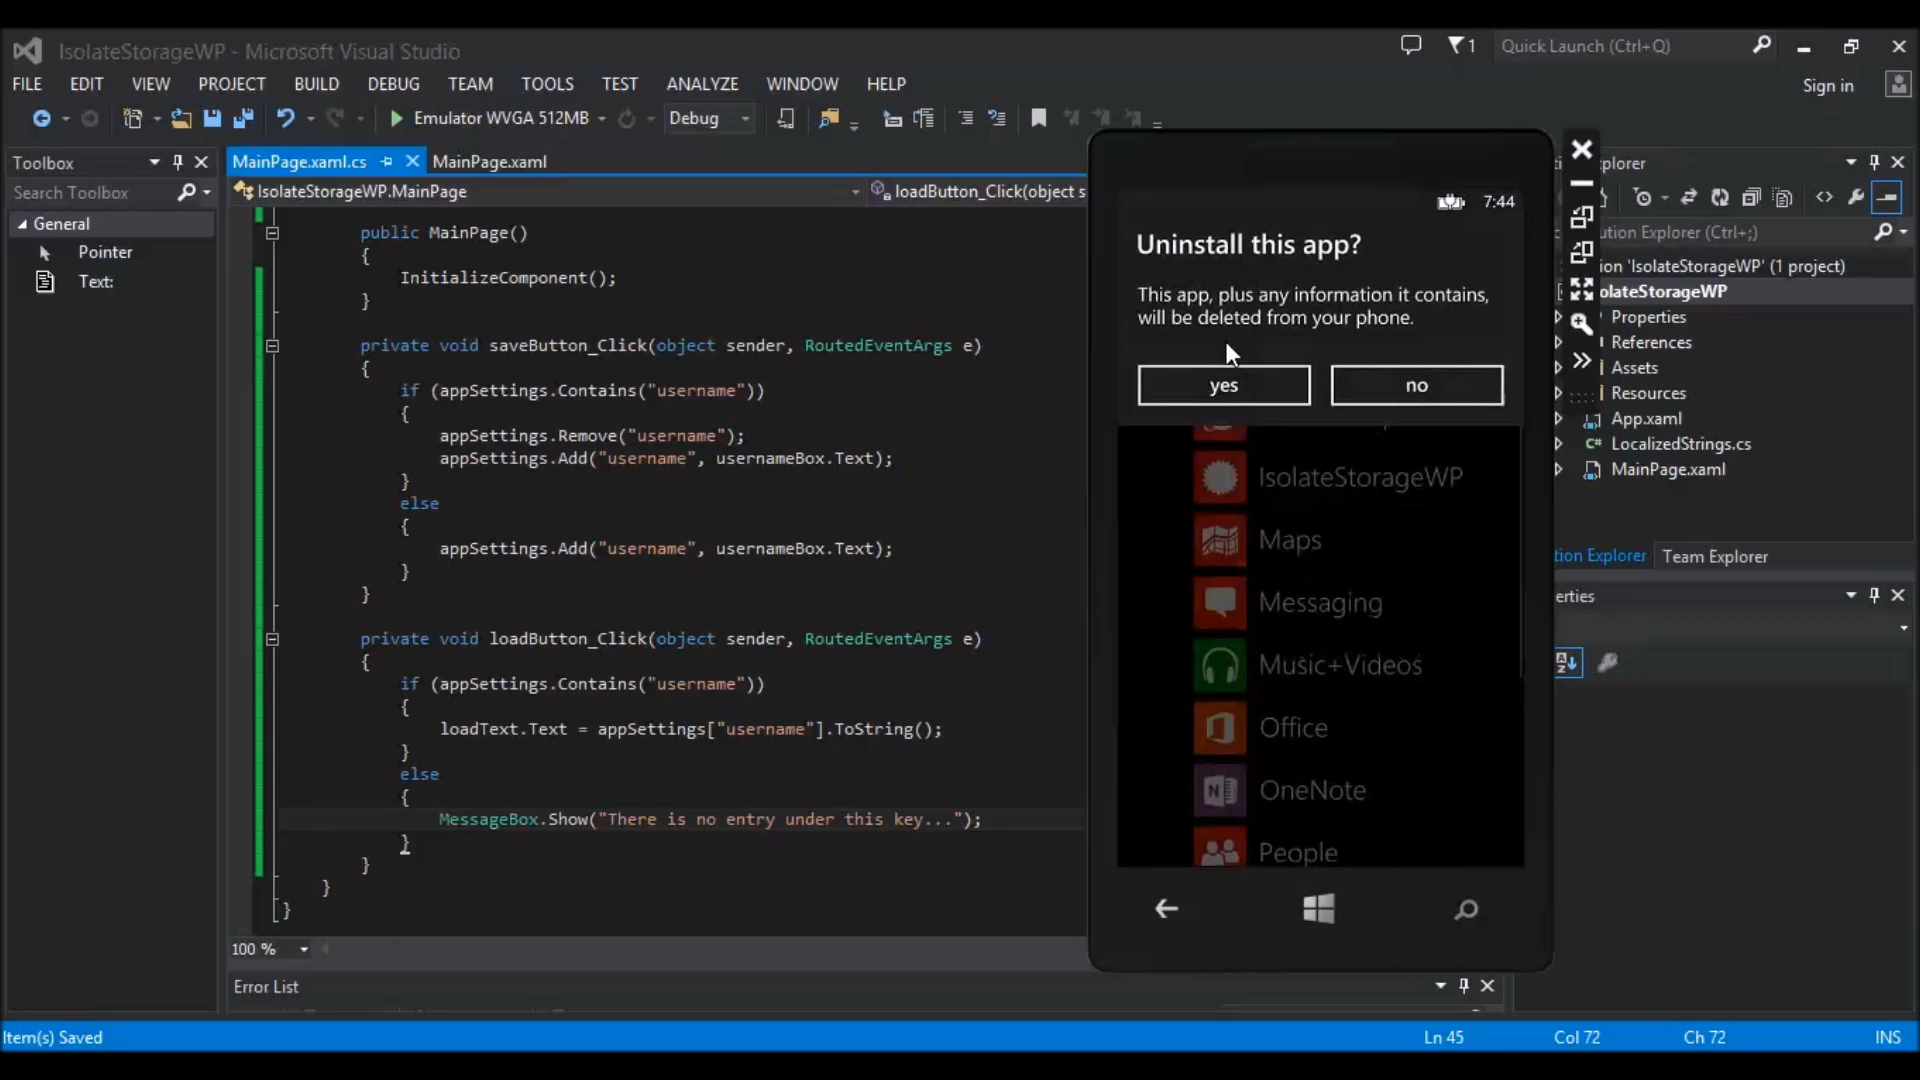 IsolateStorageWP - Microsoft Visual Studio
1
Quick Launch (Ctrl+Q)
FILE EDIT VIEW PROJECT BUILD DEBUG TEAM TOOLS TEST ANALYZE WINDOW HELP
Sign in
Emulator WVGA 512MB
Debug
Toolbox
Search Toolbox
General
Pointer
Text:
MainPage.xaml.cs
MainPage.xaml
IsolateStorageWP.MainPage
loadButton_Click(object s
public MainPage()
{
InitializeComponent();
}
private void saveButton_Click(object sender, RoutedEventArgs e)
{
if (appSettings.Contains("username"))
{
appSettings.Remove("username");
appSettings.Add("username", usernameBox.Text);
}
else
{
appSettings.Add("username", usernameBox.Text);
}
}
private void loadButton_Click(object sender, RoutedEventArgs e)
{
if (appSettings.Contains("username"))
{
loadText.Text = appSettings["username"].ToString();
}
else
{
MessageBox.Show("There is no entry under this key...");
}
}
}
}
100 %
Error List
7:44
Uninstall this app?
This app, plus any information it contains,
will be deleted from your phone.
yes
no
IsolateStorageWP
Maps
Messaging
Music+Videos
Office
OneNote
People
xplorer
ution Explorer (Ctrl+;)
ion 'IsolateStorageWP' (1 project)
olateStorageWP
Properties
References
Assets
Resources
App.xaml
C# LocalizedStrings.cs
MainPage.xaml
tion Explorer
Team Explorer
erties
Item(s) Saved
Ln 45
Col 72
Ch 72
INS